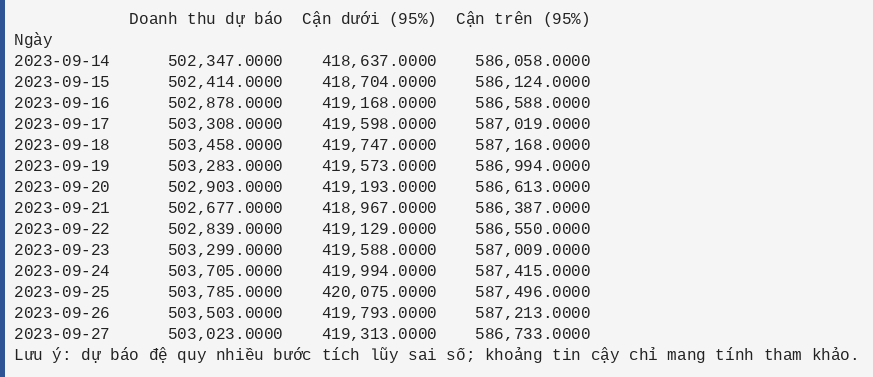 Doanh thu dự báo  Cận dưới (95%)  Cận trên (95%)
Ngày
2023-09-14      502,347.0000    418,637.0000    586,058.0000
2023-09-15      502,414.0000    418,704.0000    586,124.0000
2023-09-16      502,878.0000    419,168.0000    586,588.0000
2023-09-17      503,308.0000    419,598.0000    587,019.0000
2023-09-18      503,458.0000    419,747.0000    587,168.0000
2023-09-19      503,283.0000    419,573.0000    586,994.0000
2023-09-20      502,903.0000    419,193.0000    586,613.0000
2023-09-21      502,677.0000    418,967.0000    586,387.0000
2023-09-22      502,839.0000    419,129.0000    586,550.0000
2023-09-23      503,299.0000    419,588.0000    587,009.0000
2023-09-24      503,705.0000    419,994.0000    587,415.0000
2023-09-25      503,785.0000    420,075.0000    587,496.0000
2023-09-26      503,503.0000    419,793.0000    587,213.0000
2023-09-27      503,023.0000    419,313.0000    586,733.0000
Lưu ý: dự báo đệ quy nhiều bước tích lũy sai số; khoảng tin cậy chỉ mang tính tham khảo.